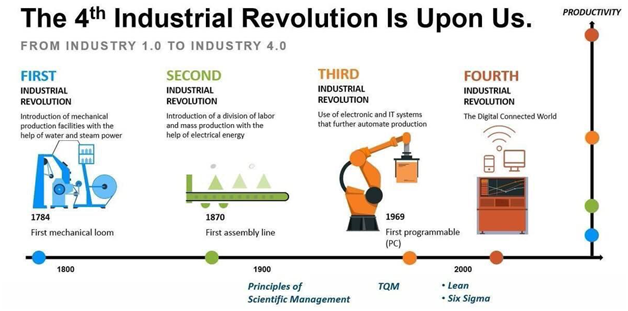 The 4th Industrial Revolution Is Upon Us.
PRODUCTIVITY
FROM INDUSTRY 1.0 TO INDUSTRY 4.0
FIRST
INDUSTRIAL
REVOLUTION
Introduction of mechanical
production facilities with the
help of water and steam power
1784
First mechanical loom
SECOND
INDUSTRIAL
REVOLUTION
Introduction of a division of labor
and mass production with the
help of electrical energy
1870
First assembly line
THIRD
INDUSTRIAL
REVOLUTION
Use of electronic and IT systems
that further automate production
1969
First programmable
(PC)
FOURTH
INDUSTRIAL
REVOLUTION
The Digital Connected World
1800
1900
2000
Principles of
Scientific Management
TQM
• Lean
• Six Sigma